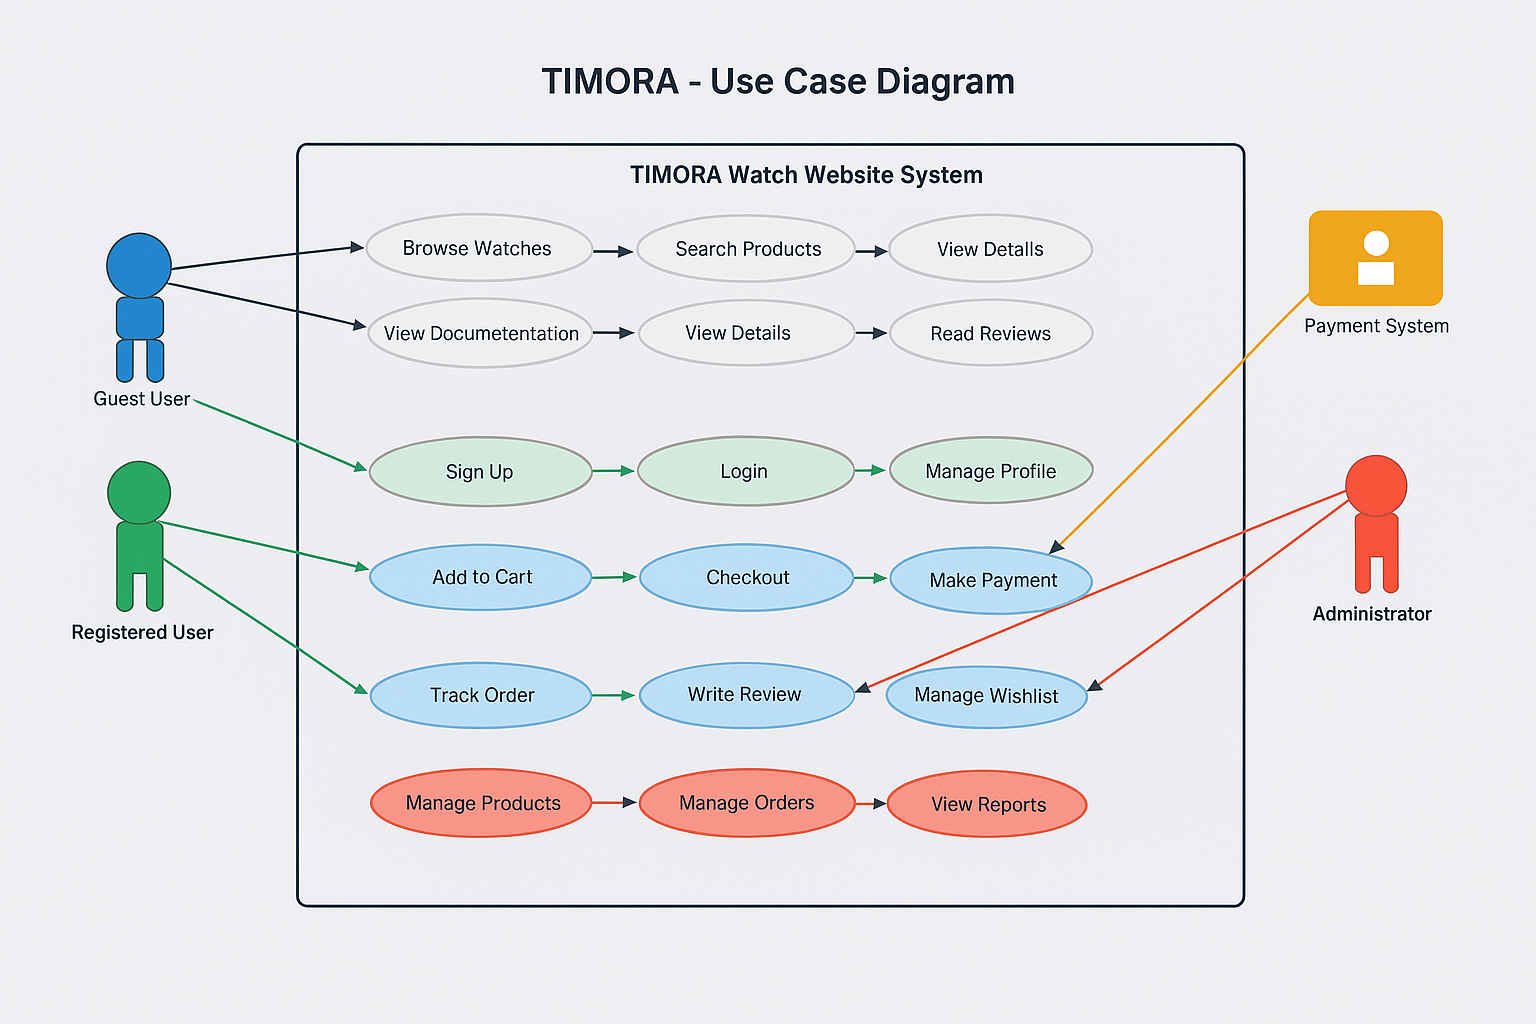 TIMORA - Use Case Diagram
TIMORA Watch Website System
Browse Watches
Search Products
View Details
View Documetentation
View Details
Read Reviews
Payment System
Guest User
Sign Up
Login
Manage Profile
Add to Cart
Checkout
Make Payment
Registered User
Administrator
Track Order
Write Review
Manage Wishlist
Manage Products
Manage Orders
View Reports